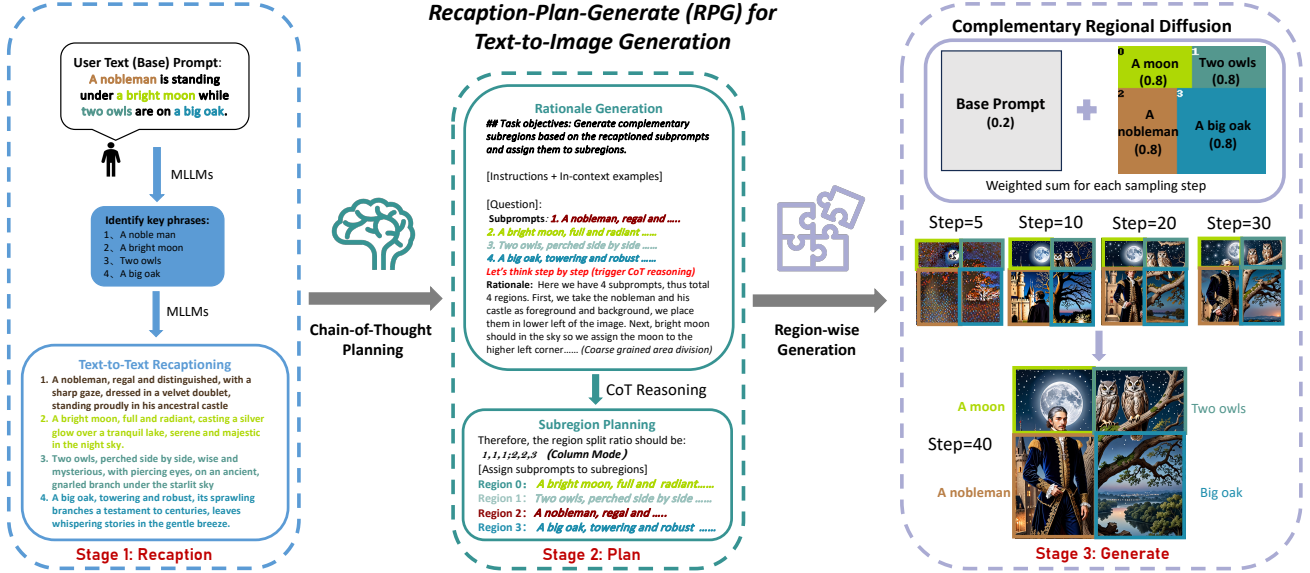 Recaption-Plan-Generate (RPG) for
Text-to-Image Generation
User Text (Base) Prompt:
A nobleman is standing
under a bright moon while
two owls are on a big oak.
MLLMs
Identify key phrases:
1、 A noble man
2、 A bright moon
3、 Two owls
4、 A big oak
MLLMs
Text-to-Text Recaptioning
1. A nobleman, regal and distinguished, with a
sharp gaze, dressed in a velvet doublet,
standing proudly in his ancestral castle
2. A bright moon, full and radiant, casting a silver
glow over a tranquil lake, serene and majestic
in the night sky.
3. Two owls, perched side by side, wise and
mysterious, with piercing eyes, on an ancient,
gnarled branch under the starlit sky
4. A big oak, towering and robust, its sprawling
branches a testament to centuries, leaves
whispering stories in the gentle breeze.
Stage 1: Recaption
Chain-of-Thought
Planning
Rationale Generation
## Task objectives: Generate complementary
subregions based on the recaptioned subprompts
and assign them to subregions.
[Instructions + In-context examples]
[Question]:
Subprompts: 1. A nobleman, regal and .....
2. A bright moon, full and radiant ......
3. Two owls, perched side by side ......
4. A big oak, towering and robust ......
Let's think step by step (trigger CoT reasoning)
Rationale: Here we have 4 subprompts, thus total
4 regions. First, we take the nobleman and his
castle as foreground and background, we place
them in lower left of the image. Next, bright moon
should in the sky so we assign the moon to the
higher left corner...... (Coarse grained area division)
CoT Reasoning
Subregion Planning
Therefore, the region split ratio should be:
1,1,1;2,2,3 (Column Mode )
[Assign subprompts to subregions]
Region 0: A bright moon, full and radiant......
Region 1: Two owls, perched side by side ......
Region 2: A nobleman, regal and .....
Region 3: A big oak, towering and robust ......
Stage 2: Plan
Region-wise
Generation
Complementary Regional Diffusion
Base Prompt
(0.2)
0
A moon
(0.8)
1
Two owls
(0.8)
2
A
nobleman
(0.8)
3
A big oak
(0.8)
Weighted sum for each sampling step
Step=5
Step=10
Step=20
Step=30
A moon
Two owls
Step=40
A nobleman
Big oak
Stage 3: Generate